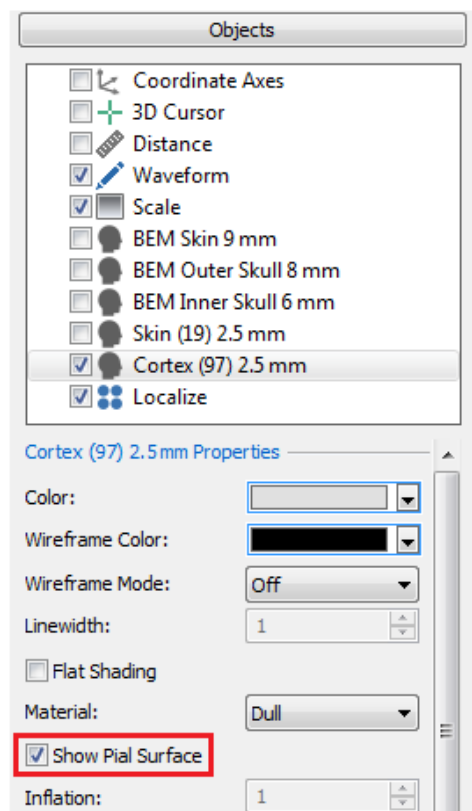 Objects
Coordinate Axes
3D Cursor
Distance
Waveform
Scale
BEM Skin 9 mm
BEM Outer Skull 8 mm
BEM Inner Skull 6 mm
Skin (19) 2.5 mm
Cortex (97) 2.5 mm
Localize
Cortex (97) 2.5mm Properties
Color:
Wireframe Color:
Wireframe Mode: Off
Linewidth: 1
Flat Shading
Material: Dull
Show Pial Surface
Inflation: 1